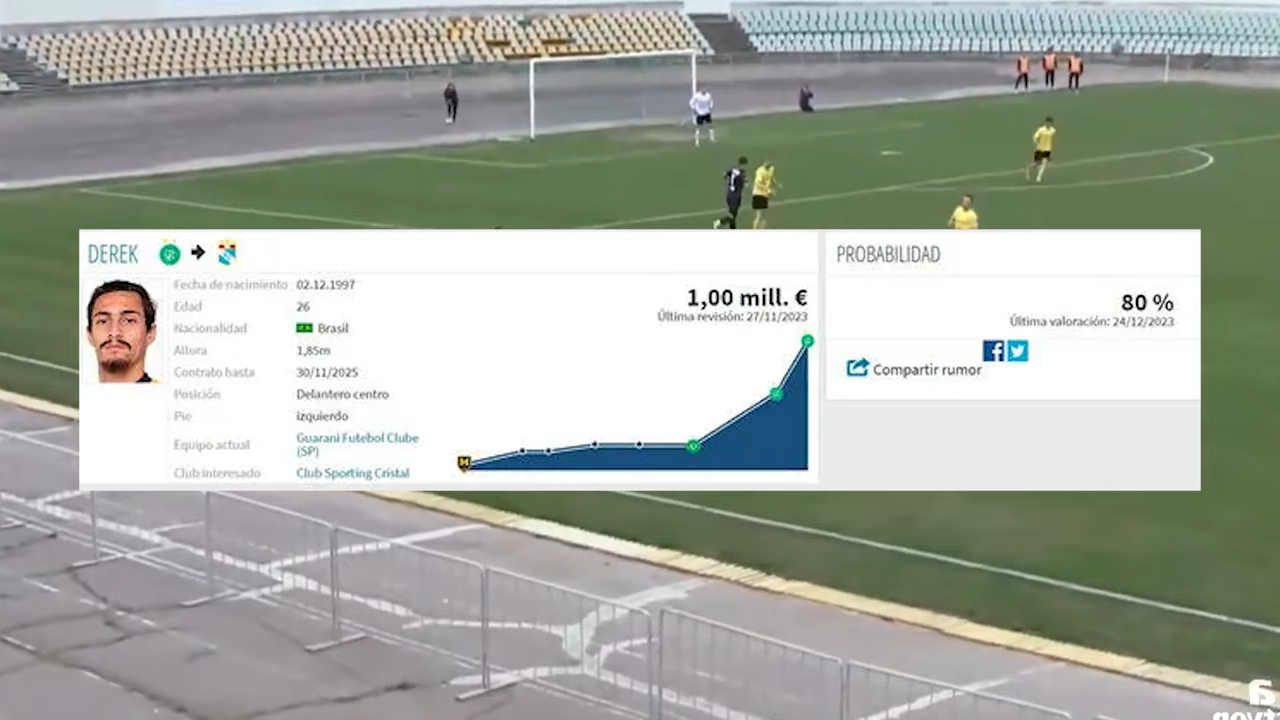 DEREK
Fecha de nacimiento 02.12.1997
Edad 26
Nacionalidad Brasil
Altura 1,85m
Contrato hasta 30/11/2025
Posición Delantero centro
Pie izquierdo
Equipo actual Guarani Futebol Clube
(SP)
Club interesado Club Sporting Cristal
1,00 mill. €
Última revisión: 27/11/2023
PROBABILIDAD
80 %
Última valoración: 24/12/2023
Compartir rumor